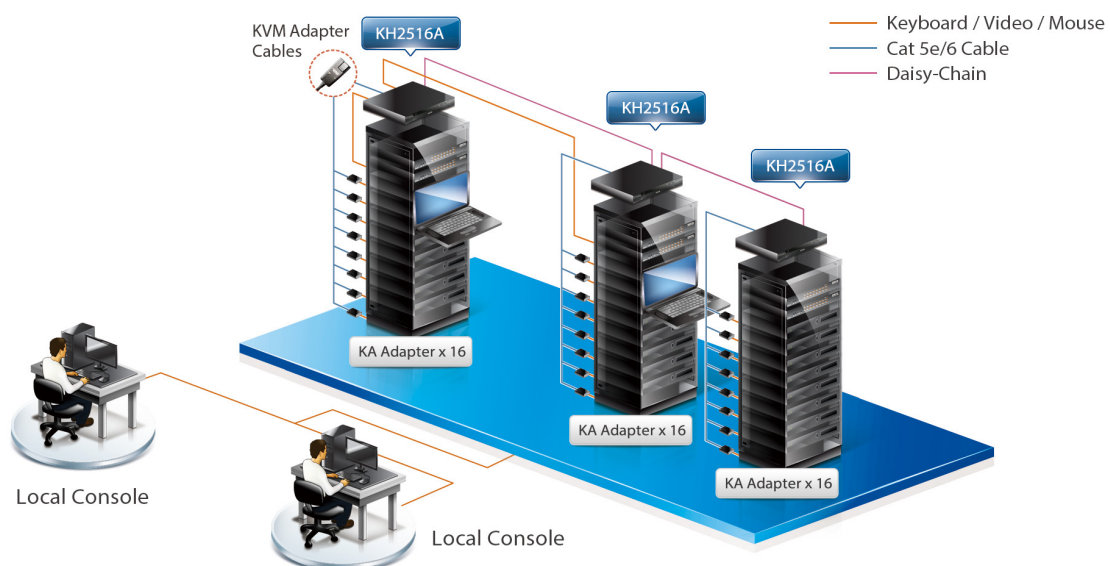 KVM Adapter
Cables
KH2516A
Keyboard / Video / Mouse
Cat 5e/6 Cable
Daisy-Chain
KH2516A
KH2516A
KA Adapter x 16
KA Adapter x 16
KA Adapter x 16
Local Console
Local Console